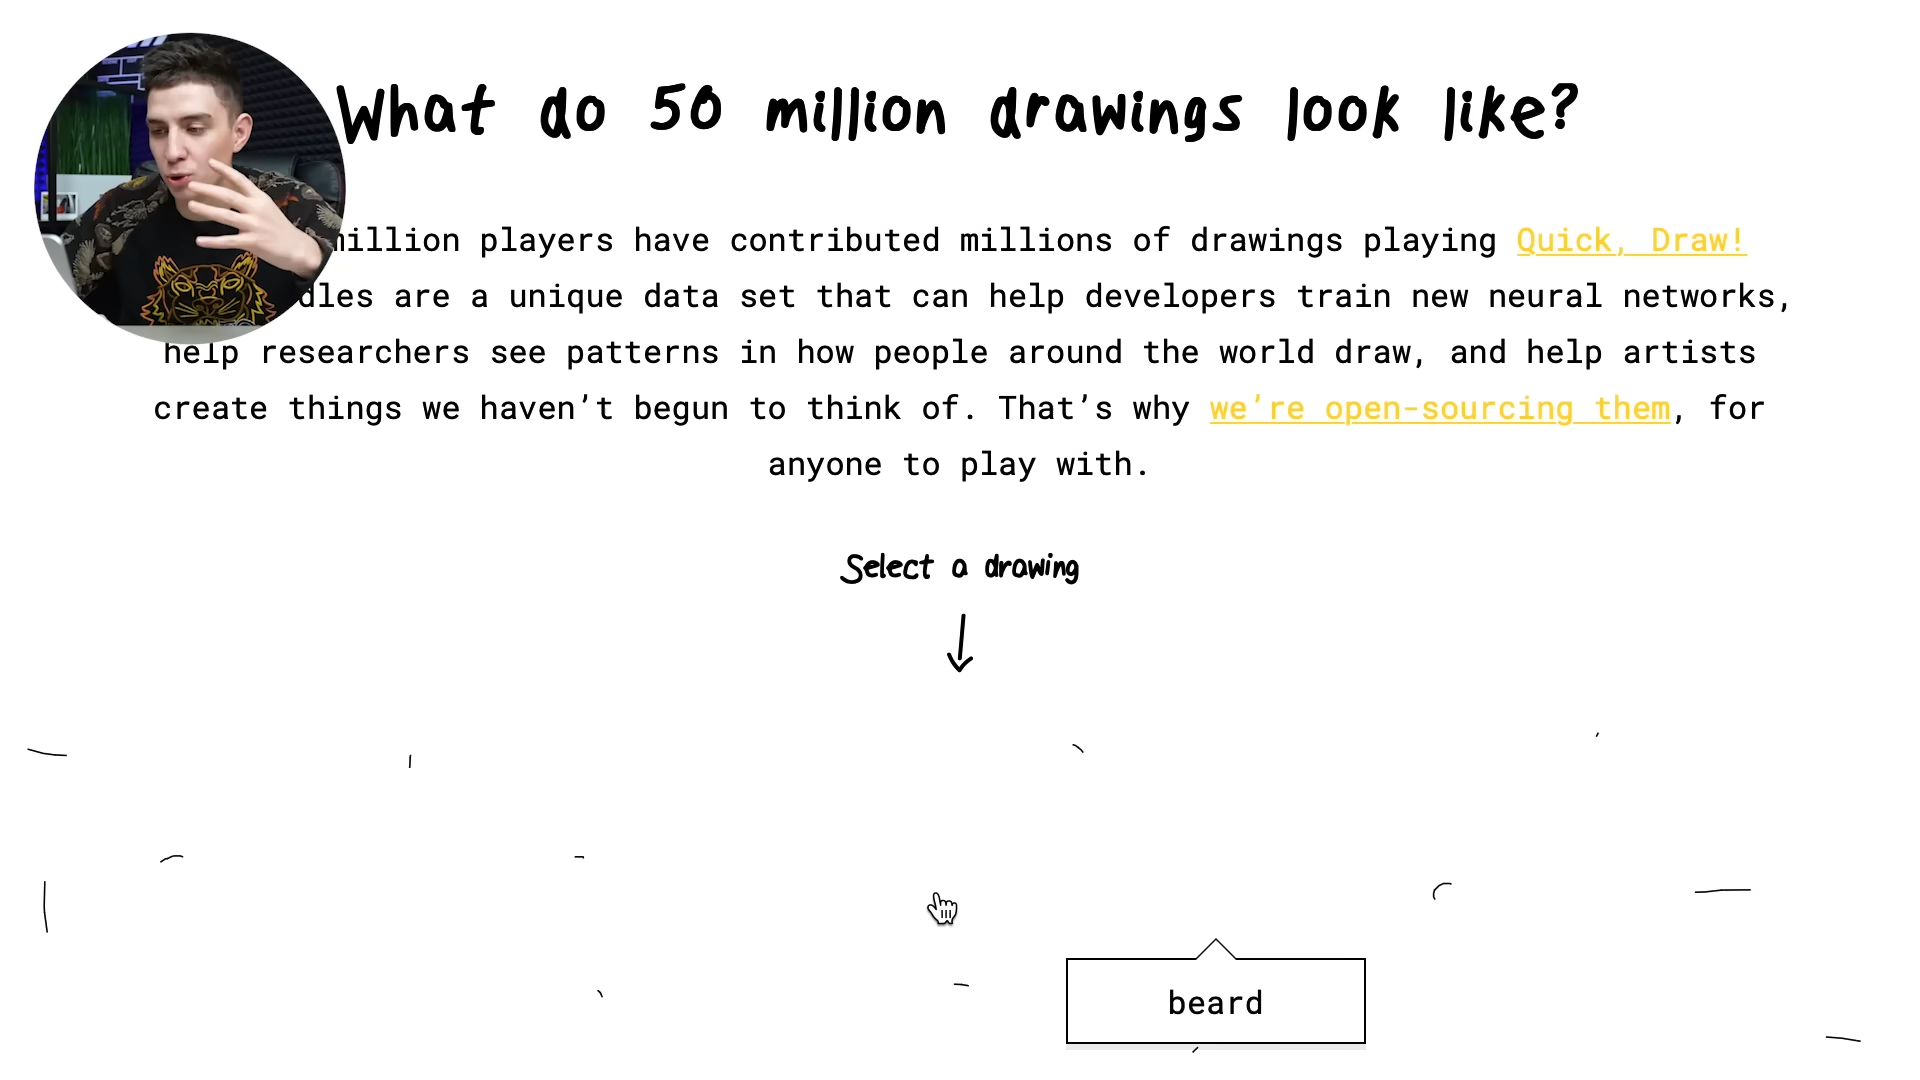 What do 50 million drawings look like?
million players have contributed millions of drawings playing Quick, Draw!
dles are a unique data set that can help developers train new neural networks,
help researchers see patterns in how people around the world draw, and help artists
create things we haven’t begun to think of. That’s why we’re open-sourcing them, for
anyone to play with.
Select a drawing
beard